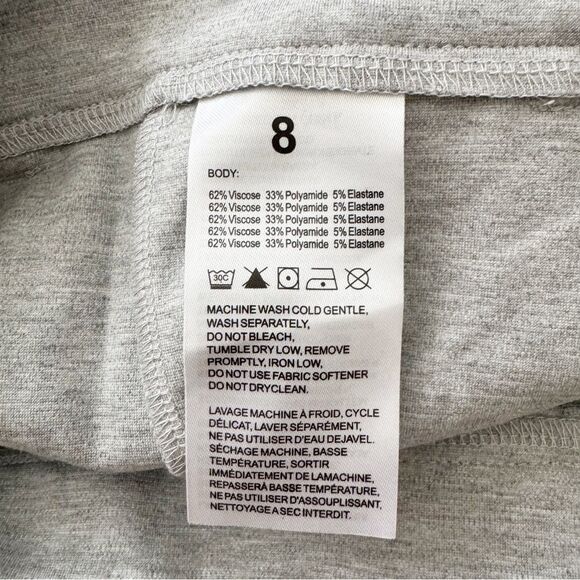 8
BODY:
62% Viscose 33% Polyamide 5% Elastane
62% Viscose 33% Polyamide 5% Elastane
62% Viscose 33% Polyamide 5% Elastane
62% Viscose 33% Polyamide 5% Elastane
62% Viscose 33% Polyamide 5% Elastane
30C
MACHINE WASH COLD GENTLE,
WASH SEPARATELY,
DO NOT BLEACH,
TUMBLE DRY LOW, REMOVE
PROMPTLY, IRON LOW,
DO NOT USE FABRIC SOFTENER
DO NOT DRYCLEAN.
LAVAGE MACHINE À FROID, CYCLE
DÉLICAT, LAVER SÉPARÉMENT,
NE PAS UTILISER D'EAU DEJAVEL.
SÉCHAGE MACHINE, BASSE
TEMPÉRATURE, SORTIR
IMMÉDIATEMENT DE LAMACHINE,
REPASSERÀ BASSE TEMPÉRATURE,
NE PAS UTILISER D'ASSOUPLISSANT,
NETTOYAGE A SEC INTERDIT.